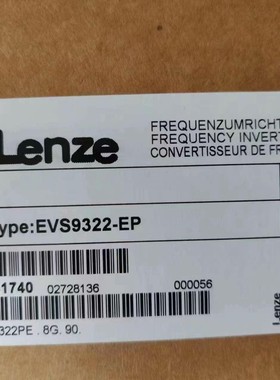 Lenze
FREQUENZUMRICHT
FREQUENCY INVERT
CONVERTISSEUR DE FR
ype:EVS9322-EP
1740 02728136 000056
322PE . 8G. 90.
Lenze